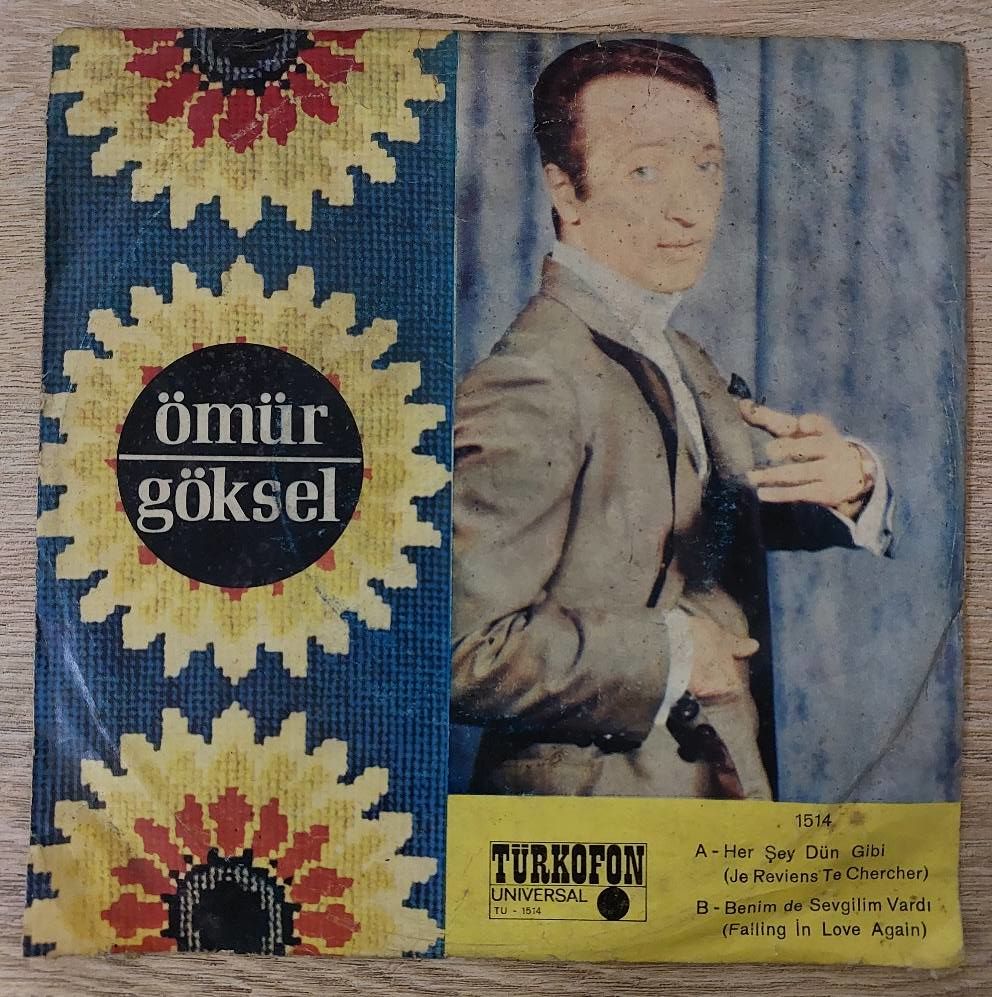 ömür
göksel
1514
A - Her Şey Dün Gibi
(Je Reviens Te Chercher)
B - Benim de Sevgilim Vardı
(Falling İn Love Again)
TÜRKOFON
UNIVERSAL
TU - 1514